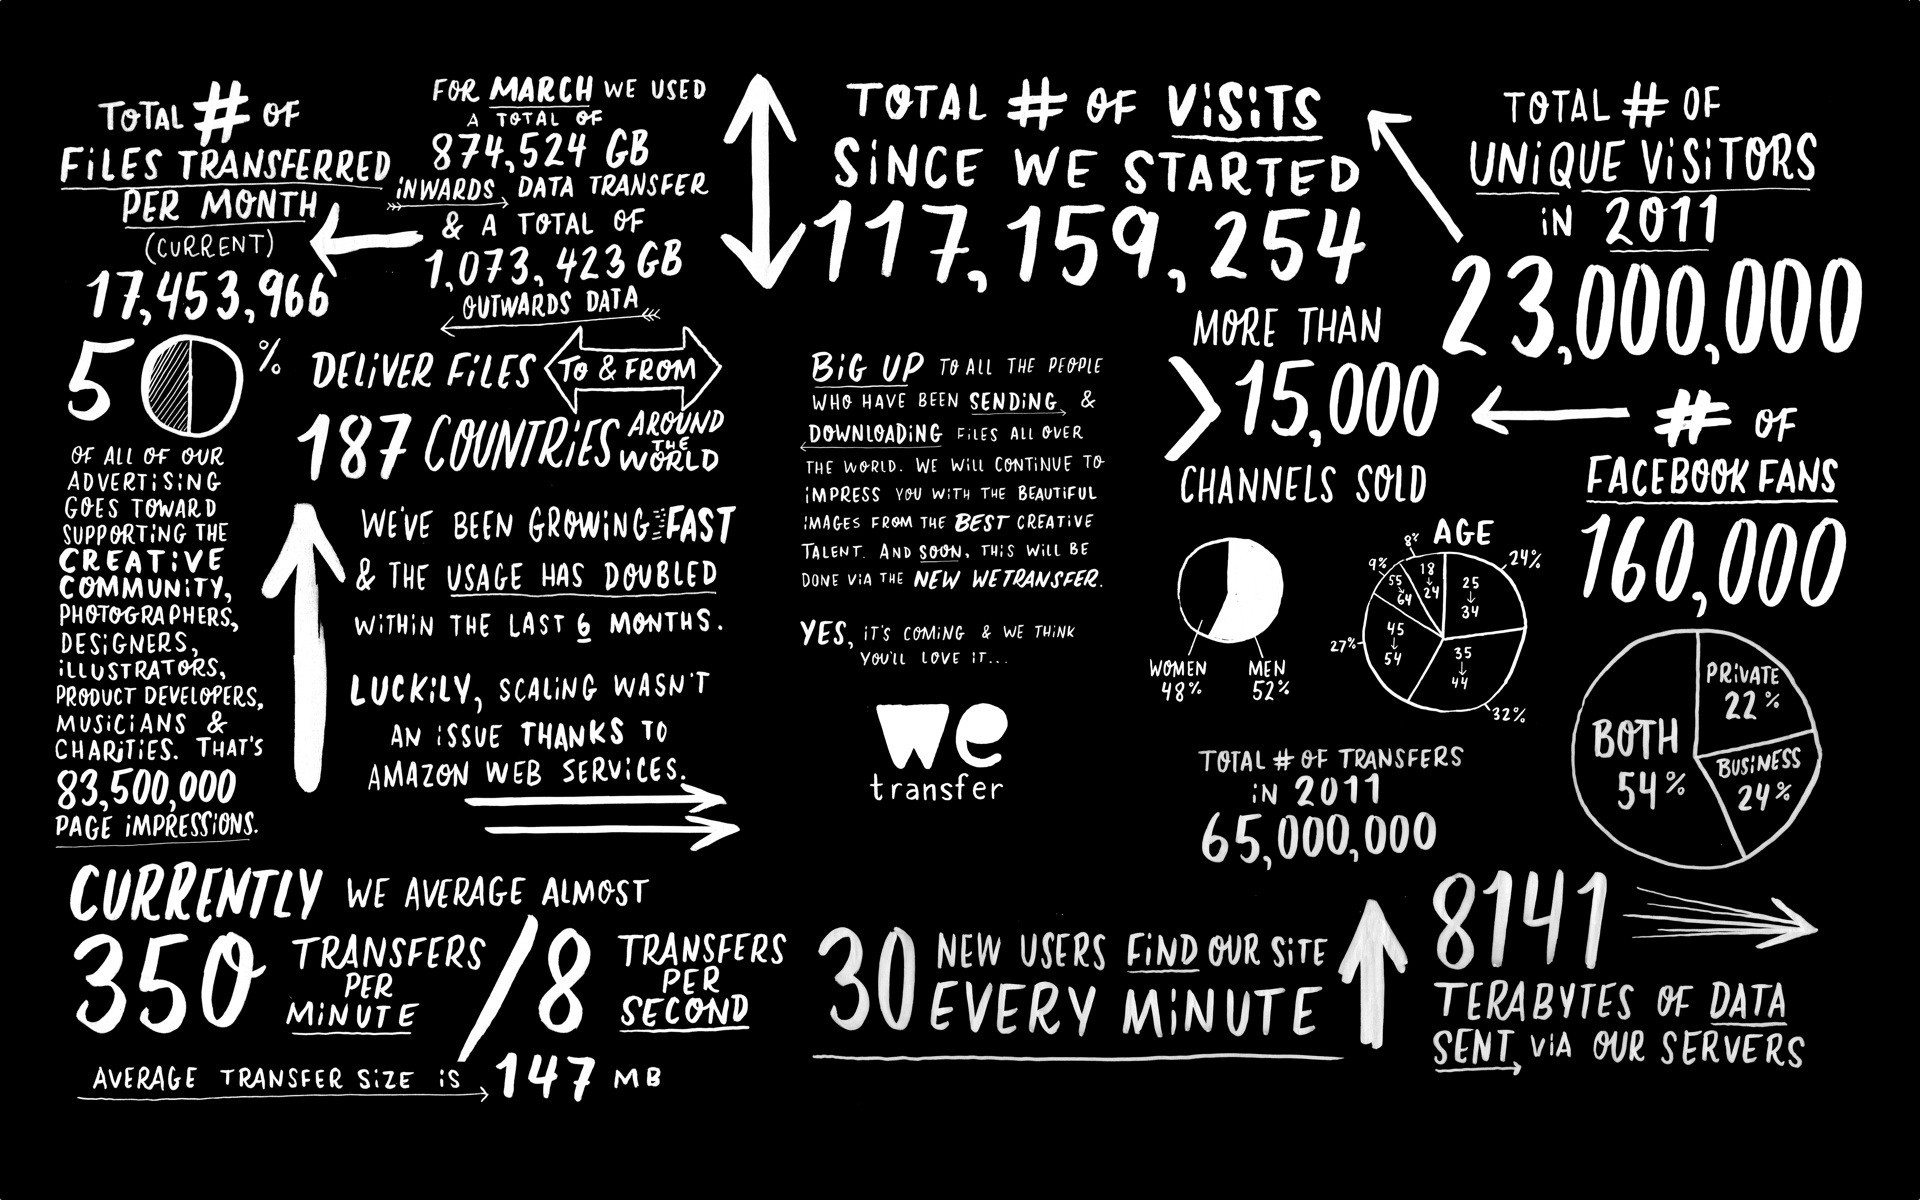 TOTAL # OF
FILES TRANSFERRED
PER MONTH
(CURRENT)
17,453,966
FOR MARCH WE USED
A TOTAL OF
874,524 GB
INWARDS DATA TRANSFER
& A TOTAL OF
1,073,423 GB
OUTWARDS DATA
50 %
OF ALL OF OUR
ADVERTISING
GOES TOWARD
SUPPORTING THE
CREATIVE
COMMUNITY,
PHOTOGRAPHERS,
DESIGNERS,
ILLUSTRATORS,
PRODUCT DEVELOPERS,
MUSICIANS &
CHARITIES. THAT'S
83,500,000
PAGE IMPRESSIONS.
DELIVER FILES TO & FROM
187 COUNTRIES AROUND
THE
WORLD
WE'VE BEEN GROWING FAST
& THE USAGE HAS DOUBLED
WITHIN THE LAST 6 MONTHS.
LUCKILY, SCALING WASN'T
AN ISSUE THANKS TO
AMAZON WEB SERVICES.
CURRENTLY WE AVERAGE ALMOST
350 TRANSFERS
PER
MINUTE
/ 8 TRANSFERS
PER
SECOND
AVERAGE TRANSFER SIZE IS 147 MB
TOTAL # OF VISITS
SINCE WE STARTED
117,159,254
BIG UP TO ALL THE PEOPLE
WHO HAVE BEEN SENDING &
DOWNLOADING FILES ALL OVER
THE WORLD. WE WILL CONTINUE TO
IMPRESS YOU WITH THE BEAUTIFUL
IMAGES FROM THE BEST CREATIVE
TALENT. AND SOON, THIS WILL BE
DONE VIA THE NEW WETRANSFER.
YES, IT'S COMING & WE THINK
YOU'LL LOVE IT...
we
transfer
MORE THAN
> 15,000
CHANNELS SOLD
WOMEN
48%
MEN
52%
AGE
8%
18
24
24%
25
34
9%
55
64
27%
45
54
35
44
32%
TOTAL # OF TRANSFERS
IN 2011
65,000,000
30 NEW USERS FIND OUR SITE
EVERY MINUTE
TOTAL # OF
UNIQUE VISITORS
IN 2011
23,000,000
# OF
FACEBOOK FANS
160,000
PRIVATE
22%
BOTH
54%
BUSINESS
24%
8141
TERABYTES OF DATA
SENT VIA OUR SERVERS